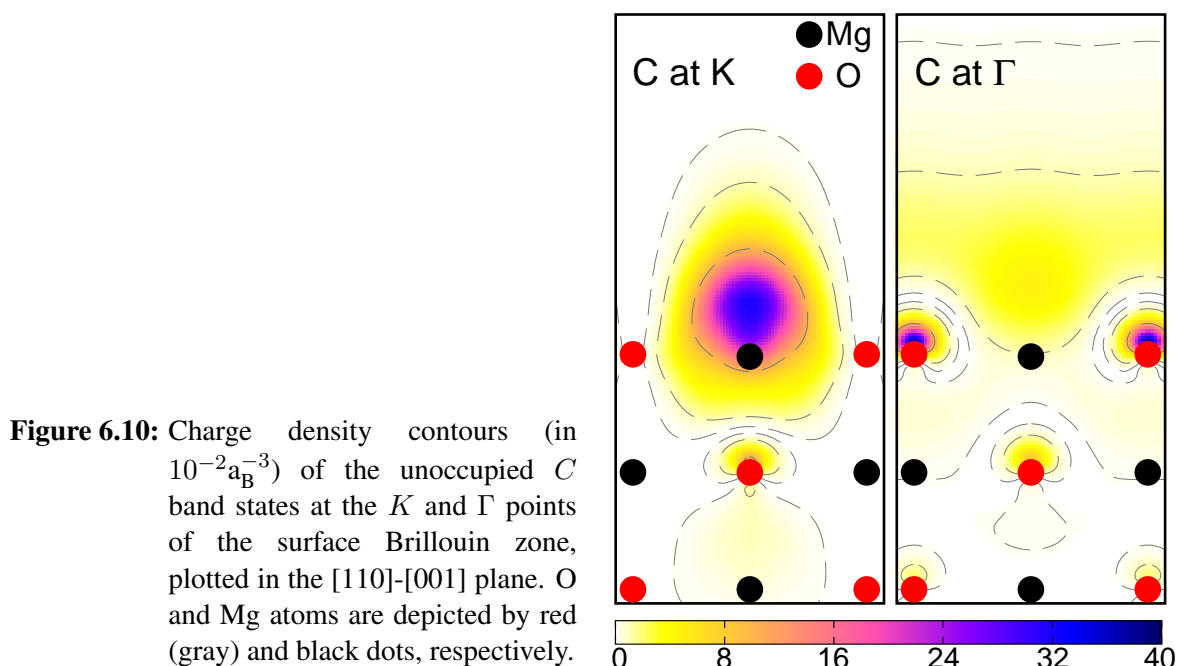 Mg
C at K
O
C at Γ
Figure 6.10: Charge density contours (in
10⁻²a_B⁻³) of the unoccupied C
band states at the K and Γ points
of the surface Brillouin zone,
plotted in the [110]-[001] plane. O
and Mg atoms are depicted by red
(gray) and black dots, respectively.
0 8 16 24 32 40